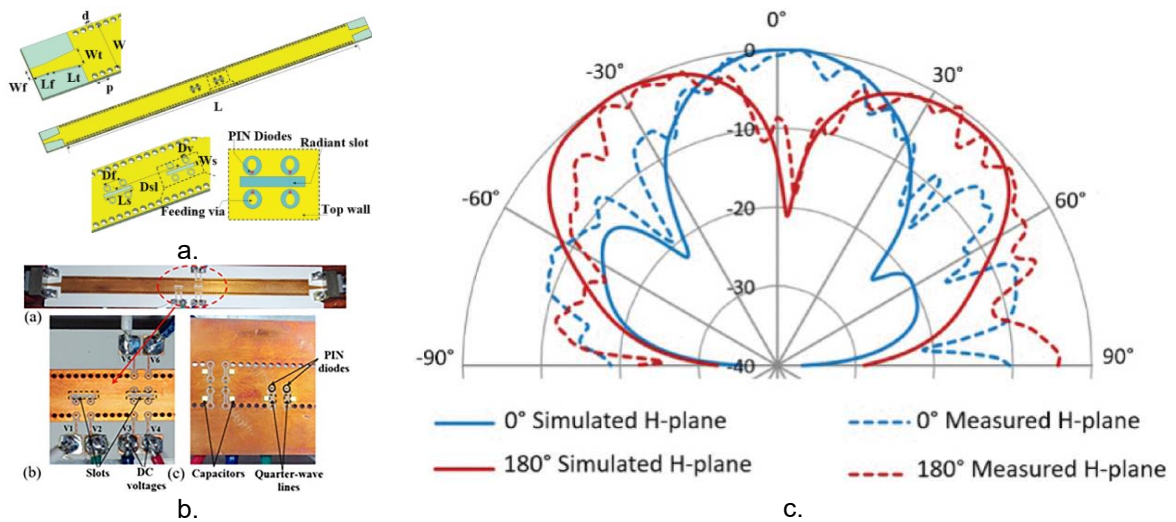 d
W
Wt
Wf
Lf
Lt
p
L
PIN Diodes
Radiant slot
Dv
Ws
Df
Dsl
Ls
Feeding via
Top wall
a.
(a)
V6
PIN
diodes
V1
V2
V4
(b)
Slots
DC
voltages
(c)
Capacitors
Quarter-wave
lines
b.
0°
-30°
30°
-60°
60°
-90°
90°
0
-10
-20
-30
-40
0° Simulated H-plane
0° Measured H-plane
180° Simulated H-plane
180° Measured H-plane
c.